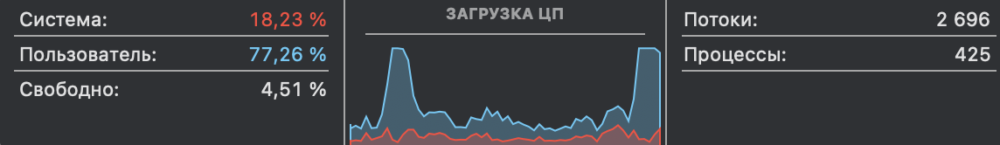 Система: 18,23 %
Пользователь: 77,26 %
Свободно: 4,51 %
ЗАГРУЗКА ЦП
Потоки: 2 696
Процессы: 425